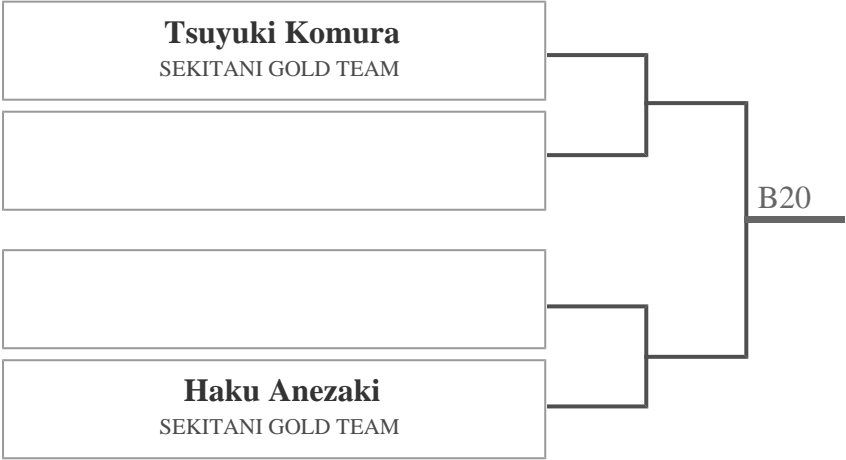 Tsuyuki Komura
SEKITANI GOLD TEAM
B20
Haku Anezaki
SEKITANI GOLD TEAM